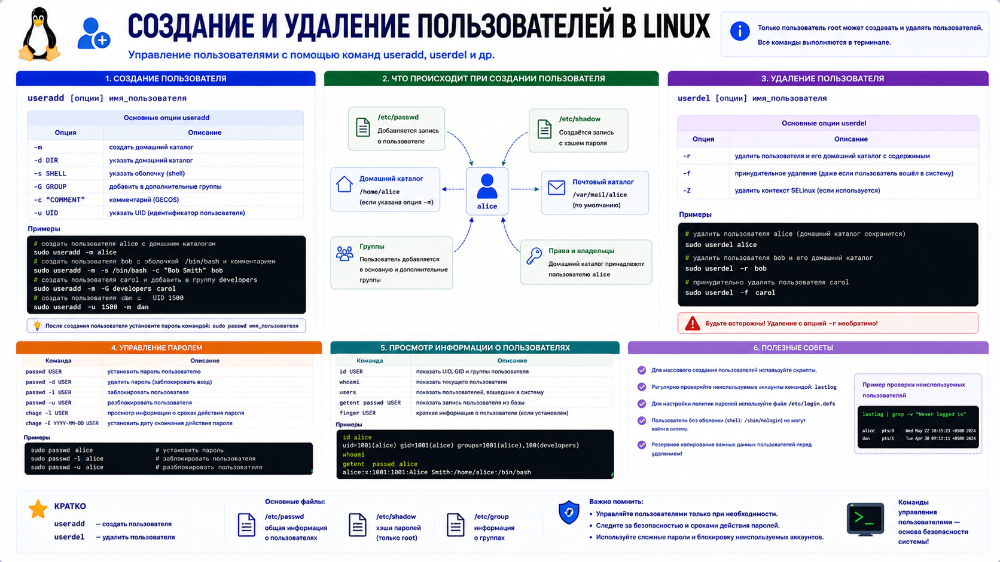 СОЗДАНИЕ И УДАЛЕНИЕ ПОЛЬЗОВАТЕЛЕЙ В LINUX
Управление пользователями с помощью команд useradd, userdel и др.
Только пользователь root может создавать и удалять пользователей.
Все команды выполняются в терминале.
1. СОЗДАНИЕ ПОЛЬЗОВАТЕЛЯ
useradd [опции] имя_пользователя
Основные опции useradd
Опция Описание
-m создать домашний каталог
-d DIR указать домашний каталог
-s SHELL указать оболочку (shell)
-G GROUP добавить в дополнительные группы
-c "COMMENT" комментарий (GECOS)
-u UID указать UID (идентификатор пользователя)
Примеры
# создать пользователя alice с домашним каталогом
sudo useradd -m alice
# создать пользователя bob с оболочкой /bin/bash и комментарием
sudo useradd -m -s /bin/bash -c "Bob Smith" bob
# создать пользователя carol и добавить в группу developers
sudo useradd -m -G developers carol
# создать пользователя dan с UID 1500
sudo useradd -u 1500 -m dan
После создания пользователя установите пароль командой: sudo passwd имя_пользователя
2. ЧТО ПРОИСХОДИТ ПРИ СОЗДАНИИ ПОЛЬЗОВАТЕЛЯ
/etc/passwd
Добавляется запись
о пользователе
/etc/shadow
Создаётся запись
с хэшем пароля
Домашний каталог
/home/alice
(если указана опция -m)
alice
Почтовый каталог
/var/mail/alice
(по умолчанию)
Группы
Пользователь добавляется
в основную и дополнительные
группы
Права и владельцы
Домашний каталог принадлежит
пользователю alice
3. УДАЛЕНИЕ ПОЛЬЗОВАТЕЛЯ
userdel [опции] имя_пользователя
Основные опции userdel
Опция Описание
-r удалить пользователя и его домашний каталог с содержимым
-f принудительное удаление (даже если пользователь вошёл в систему)
-Z удалить контекст SELinux (если используется)
Примеры
# удалить пользователя alice (домашний каталог сохранится)
sudo userdel alice
# удалить пользователя bob и его домашний каталог
sudo userdel -r bob
# принудительно удалить пользователя carol
sudo userdel -f carol
Будьте осторожны! Удаление с опцией -r необратимо!
4. УПРАВЛЕНИЕ ПАРОЛЕМ
Команда Описание
passwd USER установить пароль пользователю
passwd -d USER удалить пароль (заблокировать вход)
passwd -l USER заблокировать пользователя
passwd -u USER разблокировать пользователя
chage -l USER просмотр информации о сроках действия пароля
chage -E YYYY-MM-DD USER установить дату окончания действия пароля
Примеры
sudo passwd alice # установить пароль
sudo passwd -l alice # заблокировать пользователя
sudo passwd -u alice # разблокировать пользователя
5. ПРОСМОТР ИНФОРМАЦИИ О ПОЛЬЗОВАТЕЛЯХ
Команда Описание
id USER показать UID, GID и группы пользователя
whoami показать текущего пользователя
users показать пользователей, вошедших в систему
getent passwd USER показать запись пользователя из базы
finger USER краткая информация о пользователе (если установлен)
Примеры
id alice
uid=1001(alice) gid=1001(alice) groups=1001(alice),100(developers)
whoami
getent passwd alice
alice:x:1001:1001:Alice Smith:/home/alice:/bin/bash
6. ПОЛЕЗНЫЕ СОВЕТЫ
Для массового создания пользователей используйте скрипты.
Регулярно проверяйте неиспользуемые аккаунты командой: lastlog
Для настройки политик паролей используйте файл /etc/login.defs
Пользователи без оболочки (shell: /sbin/nologin) не могут
войти в систему.
Резервное копирование важных данных пользователей перед
удалением!
Пример проверки неиспользуемых
пользователей
lastlog | grep -v "Never logged in"
alice pts/0 Wed May 22 10:15:23 +0500 2024
dan pts/1 Tue Apr 30 09:12:11 +0500 2024
КРАТКО
useradd – создать пользователя
userdel – удалить пользователя
Основные файлы:
/etc/passwd
общая информация
о пользователях
/etc/shadow
хэши паролей
(только root)
/etc/group
информация
о группах
Важно помнить:
• Управляйте пользователями только при необходимости.
• Следите за безопасностью и сроками действия паролей.
• Используйте сложные пароли и блокировку неиспользуемых аккаунтов.
>_
Команды
управления
пользователями —
основа безопасности
системы!